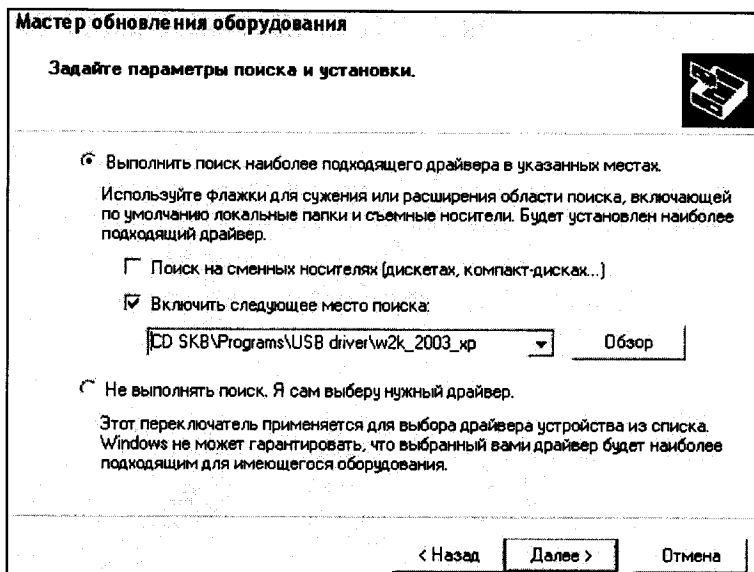 Мастер обновления оборудования
Задайте параметры поиска и установки.
Выполнить поиск наиболее подходящего драйвера в указанных местах.
Используйте флажки для сужения или расширения области поиска, включающей
по умолчанию локальные папки и съемные носители. Будет установлен наиболее
подходящий драйвер.
Поиск на сменных носителях (дискетах, компакт-дисках...)
Включить следующее место поиска:
CD SKB\Programs\USB driver\w2k_2003_xp
Обзор
Не выполнять поиск. Я сам выберу нужный драйвер.
Этот переключатель применяется для выбора драйвера устройства из списка.
Windows не может гарантировать, что выбранный вами драйвер будет наиболее
подходящим для имеющегося оборудования.
< Назад Далее > Отмена